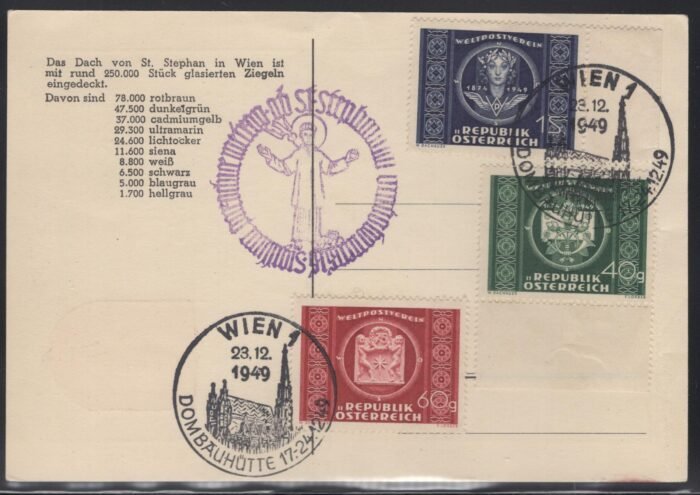 Das Dach von St. Stephan in Wien ist
mit rund 250.000 Stück glasierten Ziegeln
eingedeckt.
Davon sind 78.000 rotbraun
47.500 dunkelgrün
37.000 cadmiumgelb
29.300 ultramarin
24.600 lichtocker
11.600 siena
8.800 weiß
6.500 schwarz
5.000 blaugrau
1.700 hellgrau
WELTPOSTVEREIN
1874 1949
REPUBLIK
ÖSTERREICH
WIEN 1
23.12.
1949
40g
REPUBLIK
ÖSTERREICH
WELTPOSTVEREIN
60g
REPUBLIK
ÖSTERREICH
WIEN 1
23.12.
1949
DOMBAUHÜTTE 17-24.12.49